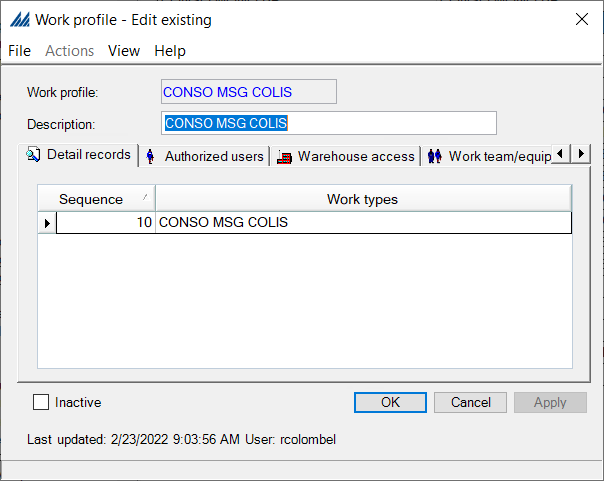 Work profile - Edit existing
File Actions View Help
Work profile: CONSO MSG COLIS
Description: CONSO MSG COLIS
Detail records Authorized users Warehouse access Work team/equip
Sequence Work types
10 CONSO MSG COLIS
Inactive OK Cancel Apply
Last updated: 2/23/2022 9:03:56 AM User: rcolombel